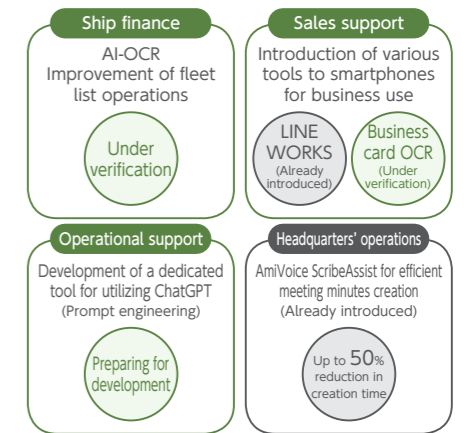 Ship finance
AI-OCR
Improvement of fleet
list operations
Under
verification
Sales support
Introduction of various
tools to smartphones
for business use
LINE
WORKS
(Already
introduced)
Business
card OCR
(Under
verification)
Operational support
Development of a dedicated
tool for utilizing ChatGPT
(Prompt engineering)
Preparing for
development
Headquarters' operations
AmiVoice ScribeAssist for efficient
meeting minutes creation
(Already introduced)
Up to 50%
reduction in
creation time